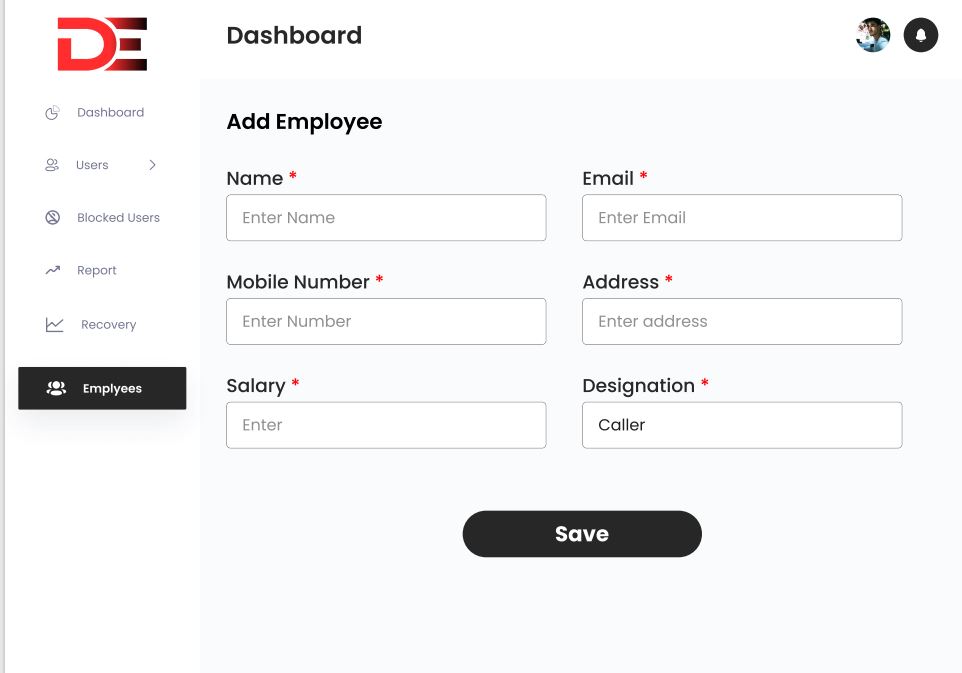 DE
Dashboard
Dashboard
Users
Blocked Users
Report
Recovery
Emplyees
Add Employee
Name *
Email *
Enter Name
Enter Email
Mobile Number *
Address *
Enter Number
Enter address
Salary *
Designation *
Enter
Caller
Save